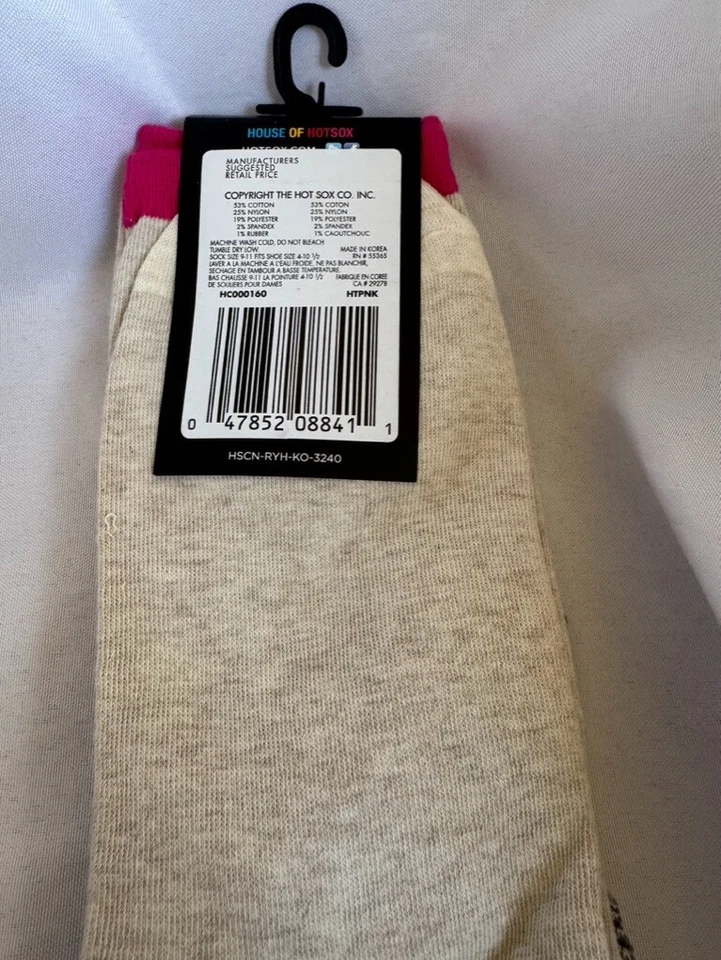 HOUSE OF HOTSOX
HOTSOX.COM
MANUFACTURERS
SUGGESTED
RETAIL PRICE
COPYRIGHT THE HOT SOX CO. INC.
53% COTTON 53% COTON
25% NYLON 25% NYLON
19% POLYESTER 19% POLYESTER
2% SPANDEX 2% SPANDEX
1% RUBBER 1% CAOUTCHOUC
MACHINE WASH COLD, DO NOT BLEACH
TUMBLE DRY LOW. MADE IN KOREA
SOCK SIZE 9-11 FITS SHOE SIZE 4-10 1/2 RN # 55365
LAVER A LA MACHINE A L'EAU FROIDE, NE PAS BLANCHIR,
SECHAGE EN TAMBOUR A BASSE TEMPERATURE.
BAS CHAUSSE 9-11 LA POINTURE 4-10 1/2 FABRIQUE EN COREE
DE SOULIERS POUR DAMES CA # 29278
HC000160 HTPNK
0 47852 08841 1
HSCN-RYH-KO-3240